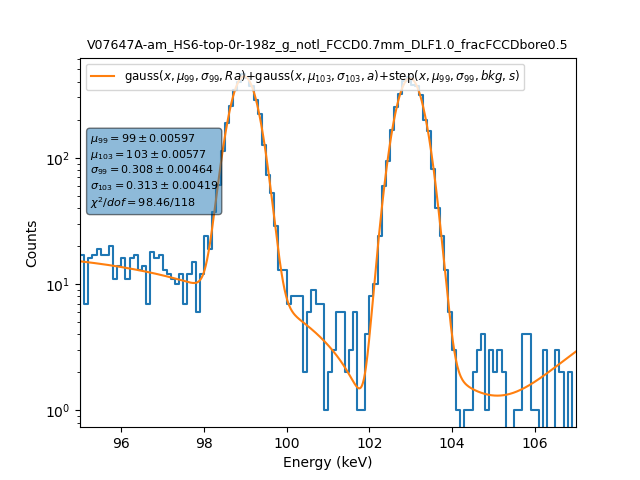 V07647A-am_HS6-top-0r-198z_g_notl_FCCD0.7mm_DLF1.0_fracFCCDbore0.5
gauss(x, μ₉₉, σ₉₉, Ra)+gauss(x, μ₁₀₃, σ₁₀₃, a)+step(x, μ₉₉, σ₉₉, bkg, s)
μ₉₉ = 99 ± 0.00597
μ₁₀₃ = 103 ± 0.00577
σ₉₉ = 0.308 ± 0.00464
σ₁₀₃ = 0.313 ± 0.00419
χ²/dof = 98.46/118
Counts
10²
10¹
10⁰
96 98 100 102 104 106
Energy (keV)